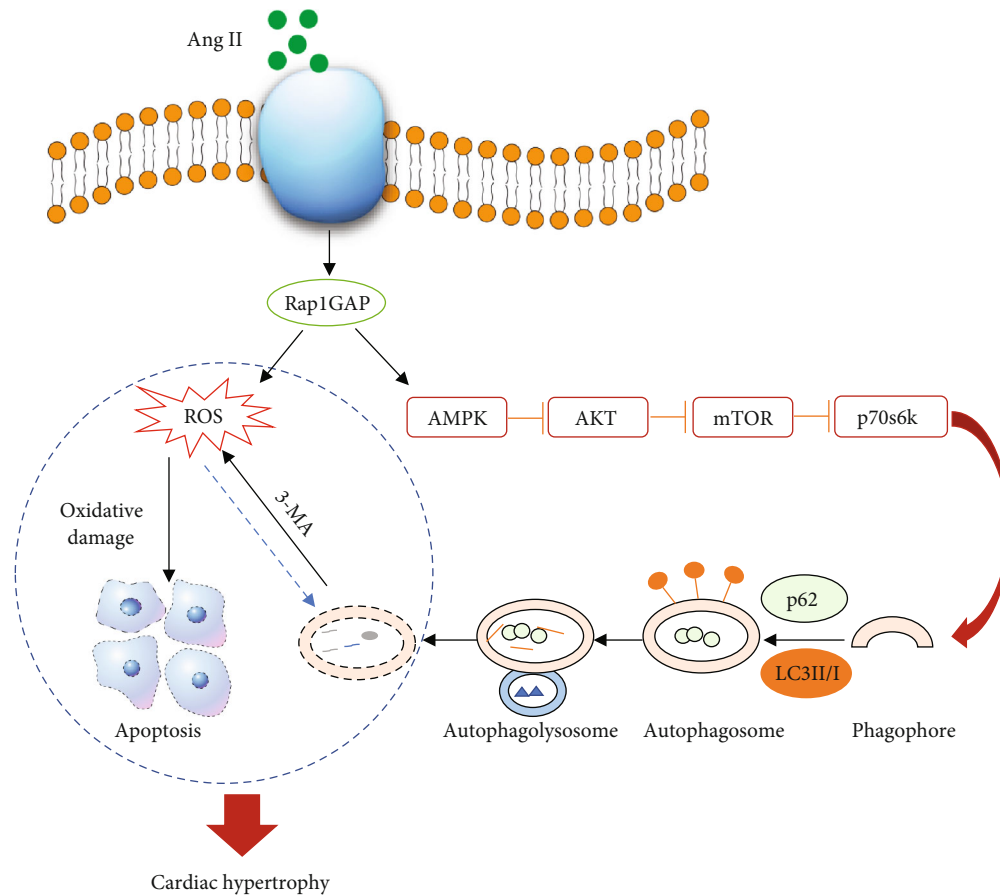 Ang II
Rap1GAP
ROS
AMPK
AKT
mTOR
p70s6k
3-MA
Oxidative
damage
p62
LC3II/I
Apoptosis
Autophagolysosome
Autophagosome
Phagophore
Cardiac hypertrophy